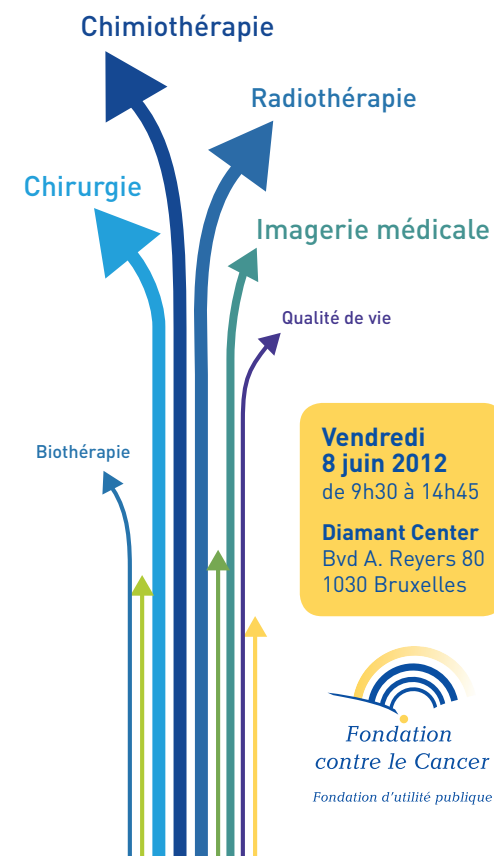 Chimiothérapie
Radiothérapie
Chirurgie
Imagerie médicale
Qualité de vie
Biothérapie
Vendredi
8 juin 2012
de 9h30 à 14h45
Diamant Center
Bvd A. Reyers 80
1030 Bruxelles
Fondation
contre le Cancer
Fondation d'utilité publique